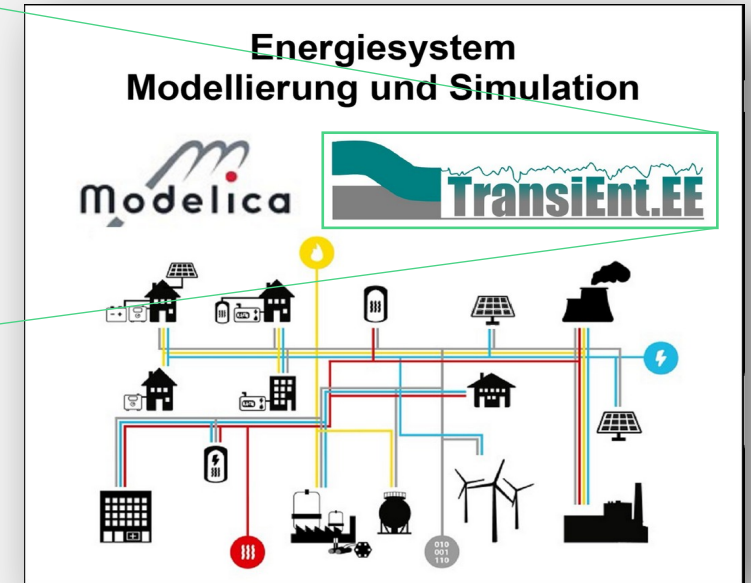 Energiesystem
Modellierung und Simulation
Modelica
TransiEnt.EE
010
001
110